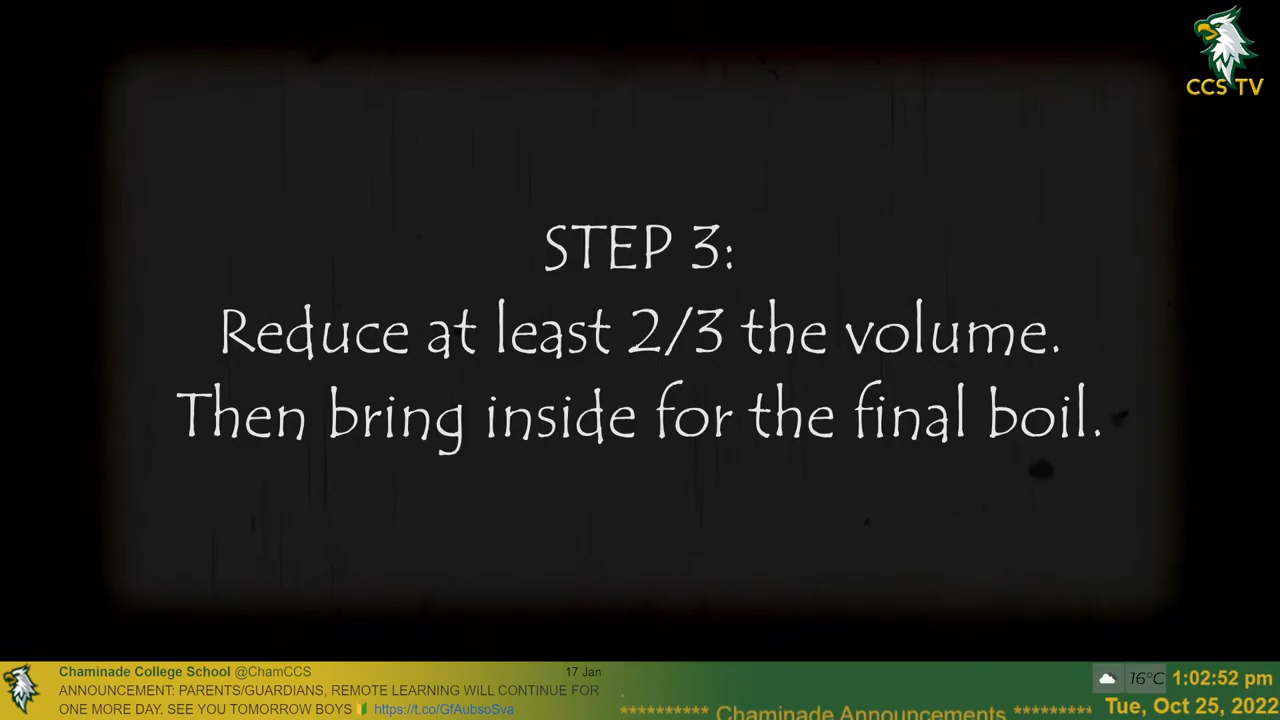 CCS TV
STEP 3:
Reduce at least 2/3 the volume.
Then bring inside for the final boil.
Chaminade College School @ChamCCS 17 Jan
ANNOUNCEMENT: PARENTS/GUARDIANS, REMOTE LEARNING WILL CONTINUE FOR
ONE MORE DAY. SEE YOU TOMORROW BOYS https://t.co/GfAubsoSva
********** Chaminade Announcements *********
16°C 1:02:52 pm
Tue, Oct 25, 2022